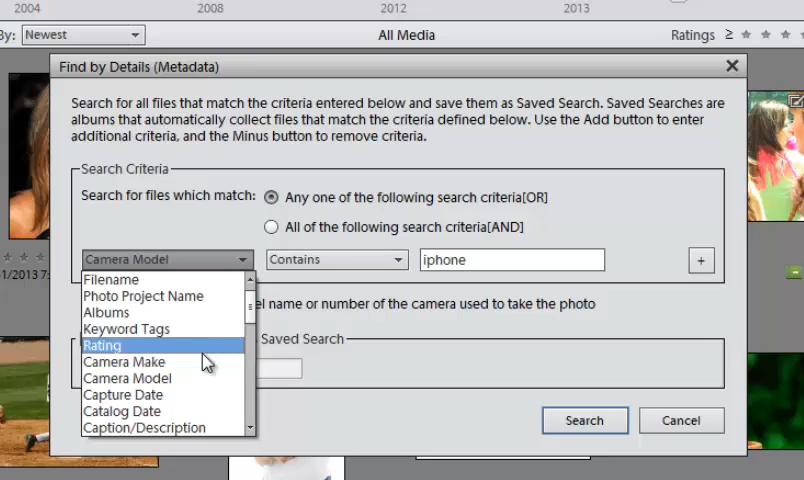 2004 2008 2012 2013
By: Newest All Media Ratings ≥
Find by Details (Metadata)
Search for all files that match the criteria entered below and save them as Saved Search. Saved Searches are
albums that automatically collect files that match the criteria defined below. Use the Add button to enter
additional criteria, and the Minus button to remove criteria.
Search Criteria
Search for files which match: Any one of the following search criteria[OR]
All of the following search criteria[AND]
Camera Model Contains iphone +
Filename
Photo Project Name
name or number of the camera used to take the photo
Albums
Keyword Tags
Rating
Saved Search
Camera Make
Camera Model
Capture Date
Catalog Date
Caption/Description
Search Cancel